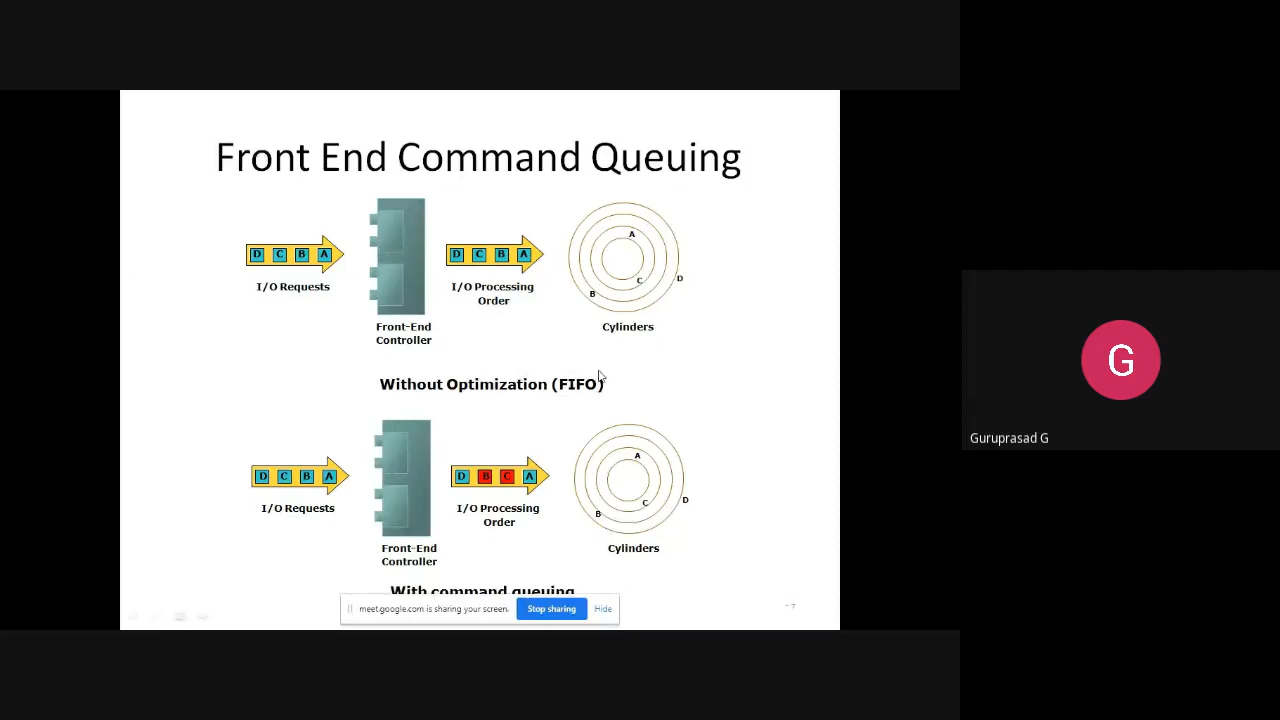 Front End Command Queuing
D C B A
D C B A
A
C
D
B
I/O Requests
I/O Processing
Order
Front-End
Controller
Cylinders
Without Optimization (FIFO)
D C B A
D B C A
A
C
D
B
I/O Requests
I/O Processing
Order
Front-End
Controller
Cylinders
With command queuing
meet.google.com is sharing your screen.
Stop sharing
Hide
- 7
G
Guruprasad G